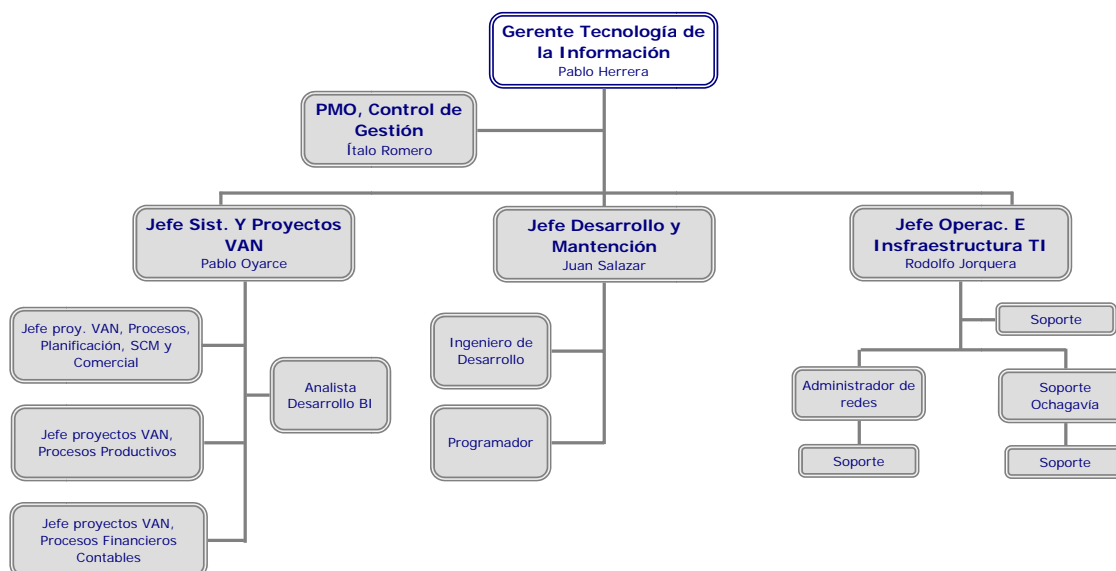 Gerente Tecnología de
la Información
Pablo Herrera
PMO, Control de
Gestión
Ítalo Romero
Jefe Sist. Y Proyectos
VAN
Pablo Oyarce
Jefe Desarrollo y
Mantención
Juan Salazar
Jefe Operac. E
Insfraestructura TI
Rodolfo Jorquera
Jefe proy. VAN, Procesos,
Planificación, SCM y
Comercial
Analista
Desarrollo BI
Jefe proyectos VAN,
Procesos Productivos
Jefe proyectos VAN,
Procesos Financieros
Contables
Ingeniero de
Desarrollo
Programador
Soporte
Administrador de
redes
Soporte
Soporte
Ochagavía
Soporte